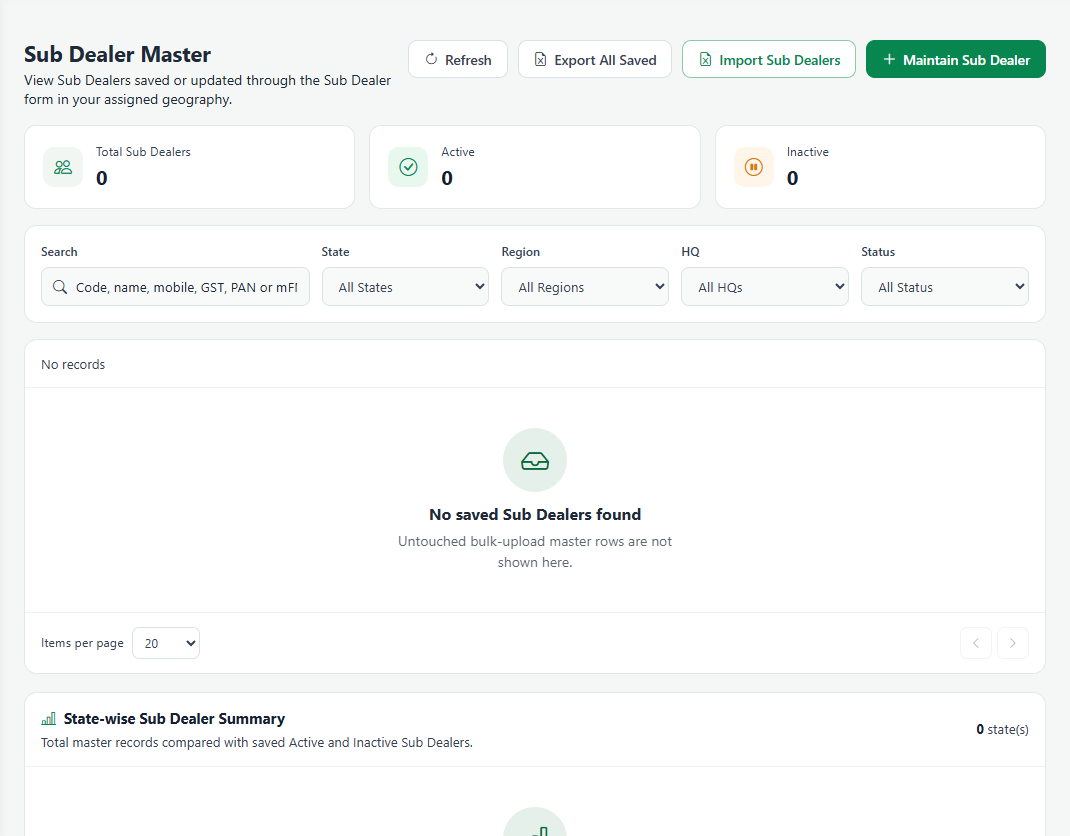 Sub Dealer Master
View Sub Dealers saved or updated through the Sub Dealer
form in your assigned geography.
Refresh
Export All Saved
Import Sub Dealers
Maintain Sub Dealer
Total Sub Dealers
0
Active
0
Inactive
0
Search
State
Region
HQ
Status
Code, name, mobile, GST, PAN or mFI
All States
All Regions
All HQs
All Status
No records
No saved Sub Dealers found
Untouched bulk-upload master rows are not
shown here.
Items per page
20
State-wise Sub Dealer Summary
Total master records compared with saved Active and Inactive Sub Dealers.
0 state(s)